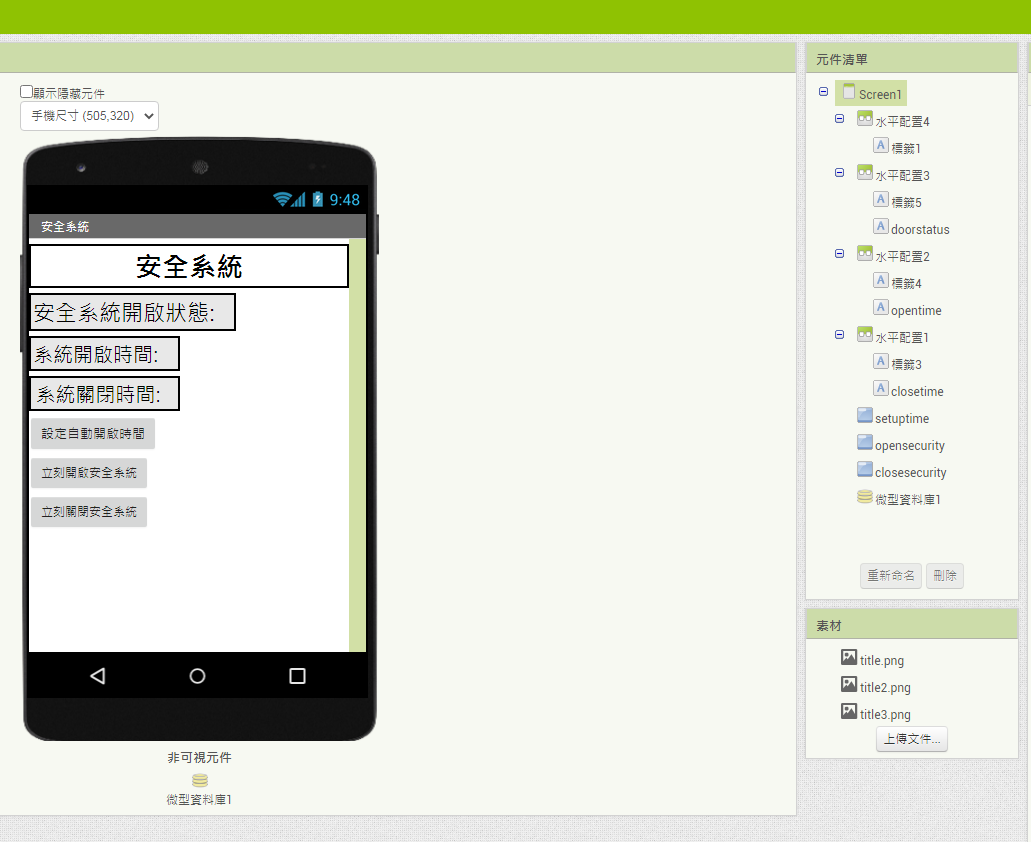 顯示隱藏元件
手機尺寸 (505,320)
9:48
安全系統
安全系統
安全系統開啟狀態:
系統開啟時間:
系統關閉時間:
設定自動開啟時間
立刻開啟安全系統
立刻關閉安全系統
非可視元件
微型資料庫1
元件清單
Screen1
水平配置4
標籤1
水平配置3
標籤5
doorstatus
水平配置2
標籤4
opentime
水平配置1
標籤3
closetime
setuptime
opensecurity
closesecurity
微型資料庫1
重新命名 刪除
素材
title.png
title2.png
title3.png
上傳文件...